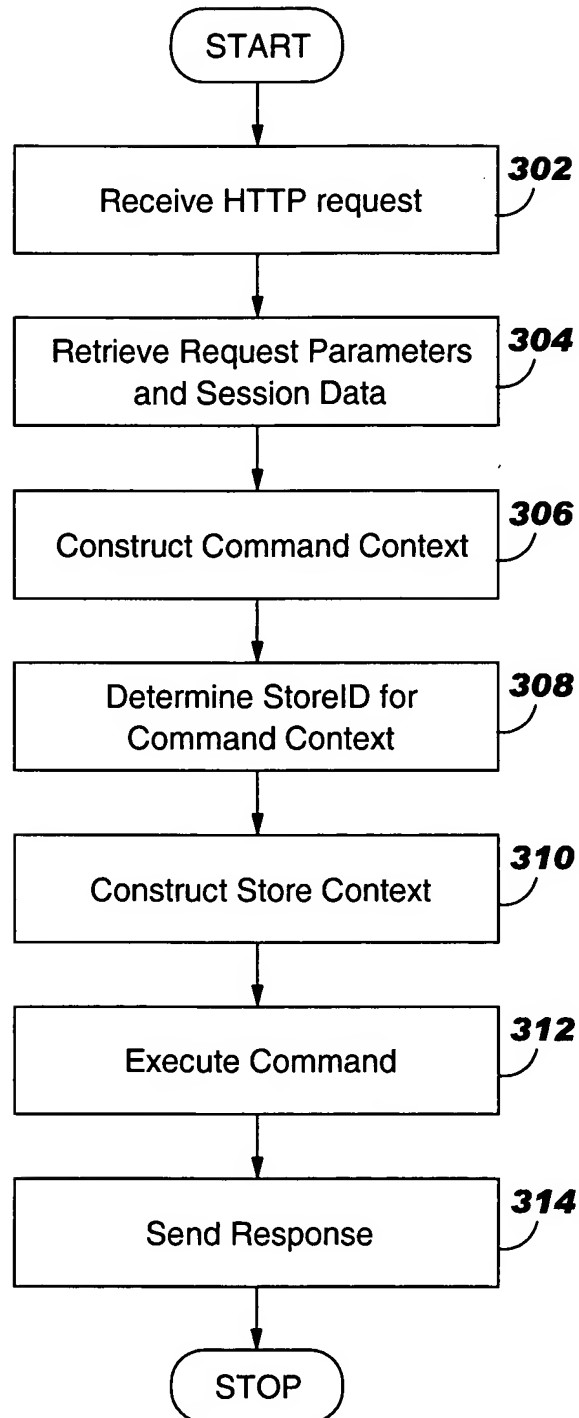 START
302
Receive HTTP request
304
Retrieve Request Parameters
and Session Data
306
Construct Command Context
308
Determine StoreID for
Command Context
310
Construct Store Context
312
Execute Command
314
Send Response
STOP